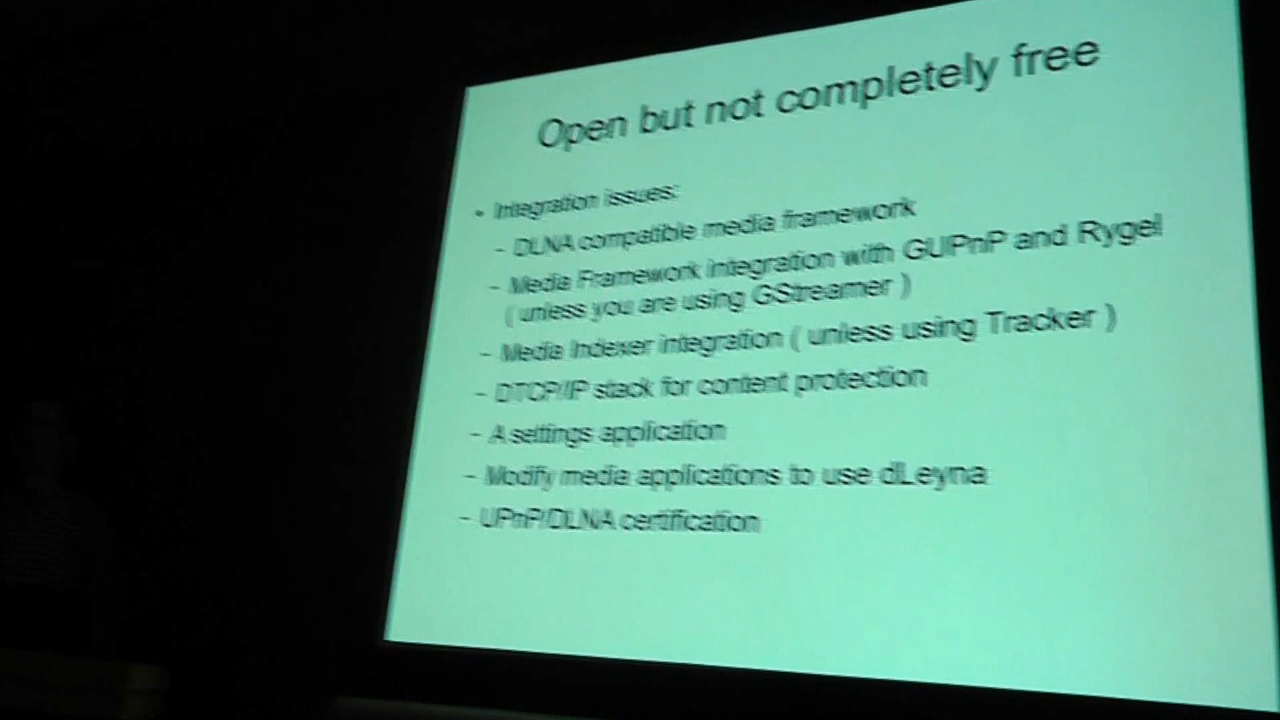 Open but not completely free
• Integration issues:
– DLNA compatible media framework
– Media Framework integration with GUPnP and Rygel
( unless you are using GStreamer )
– Media Indexer integration ( unless using Tracker )
– DTCP/IP stack for content protection
– A settings application
– Modify media applications to use dLeyna
– UPnP/DLNA certification